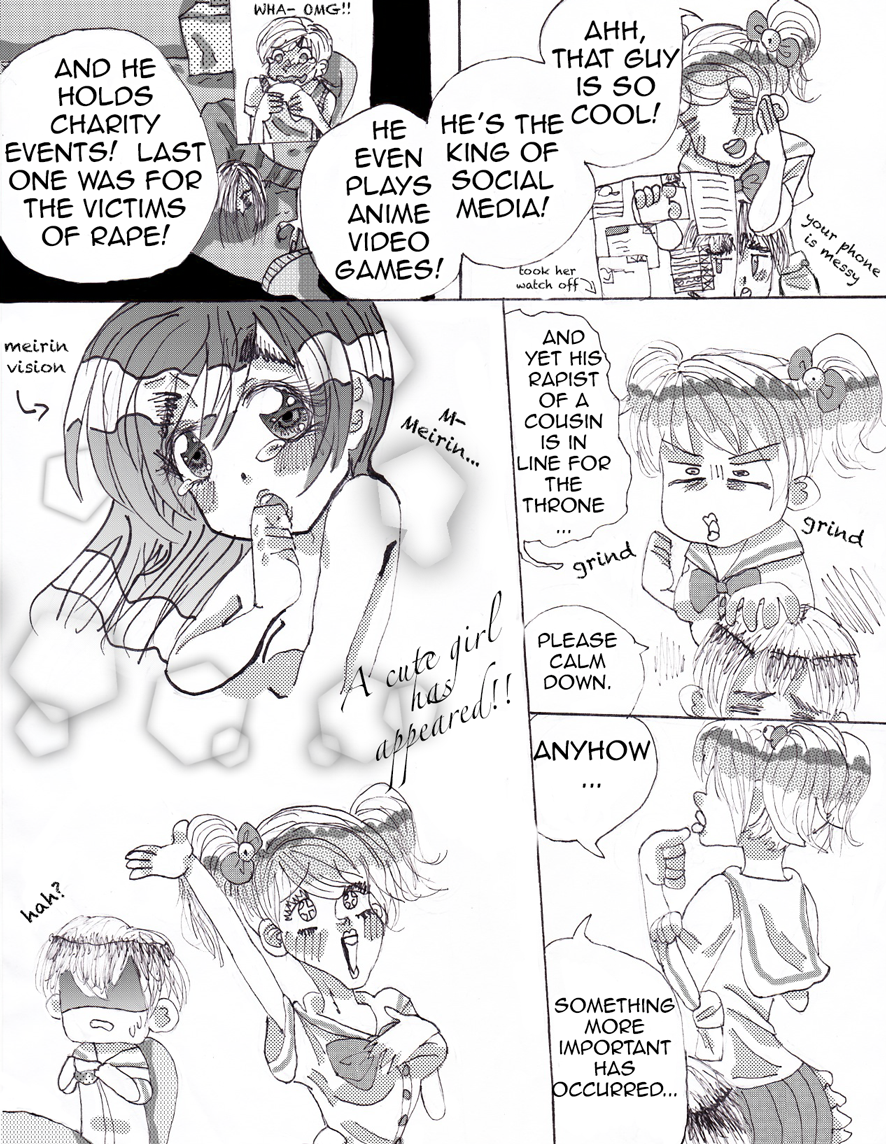 AHH,
THAT GUY
IS SO
COOL!
HE'S THE
KING OF
SOCIAL
MEDIA!
your phone
is messy
took her
watch off
HE
EVEN
PLAYS
ANIME
VIDEO
GAMES!
WHA- OMG!!
AND HE
HOLDS
CHARITY
EVENTS! LAST
ONE WAS FOR
THE VICTIMS
OF RAPE!
AND
YET HIS
RAPIST
OF A
COUSIN
IS IN
LINE FOR
THE
THRONE
...
grind
grind
PLEASE
CALM
DOWN.
ANYHOW
...
SOMETHING
MORE
IMPORTANT
HAS
OCCURRED...
meirin
vision
M-
Meirin...
A cute girl
has
appeared!!
hah?